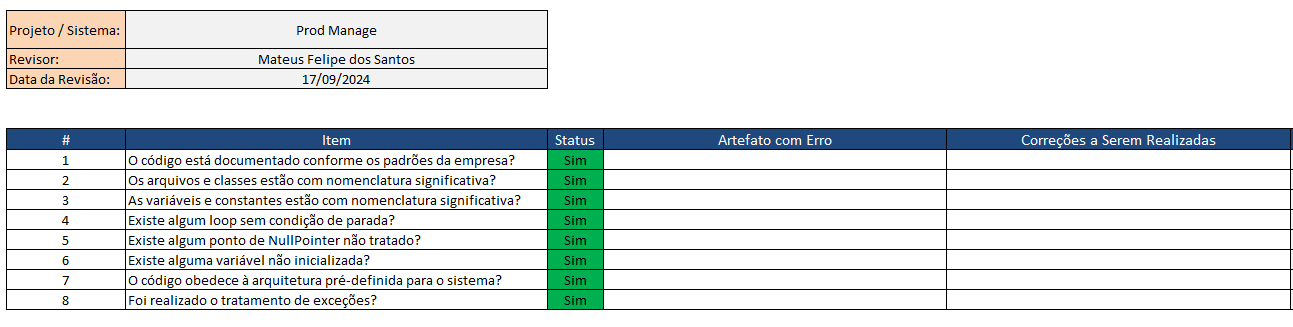 Projeto / Sistema: Prod Manage
Revisor: Mateus Felipe dos Santos
Data da Revisão: 17/09/2024
# Item Status Artefato com Erro Correções a Serem Realizadas
1 O código está documentado conforme os padrões da empresa? Sim
2 Os arquivos e classes estão com nomenclatura significativa? Sim
3 As variáveis e constantes estão com nomenclatura significativa? Sim
4 Existe algum loop sem condição de parada? Sim
5 Existe algum ponto de NullPointer não tratado? Sim
6 Existe alguma variável não inicializada? Sim
7 O código obedece à arquitetura pré-definida para o sistema? Sim
8 Foi realizado o tratamento de exceções? Sim